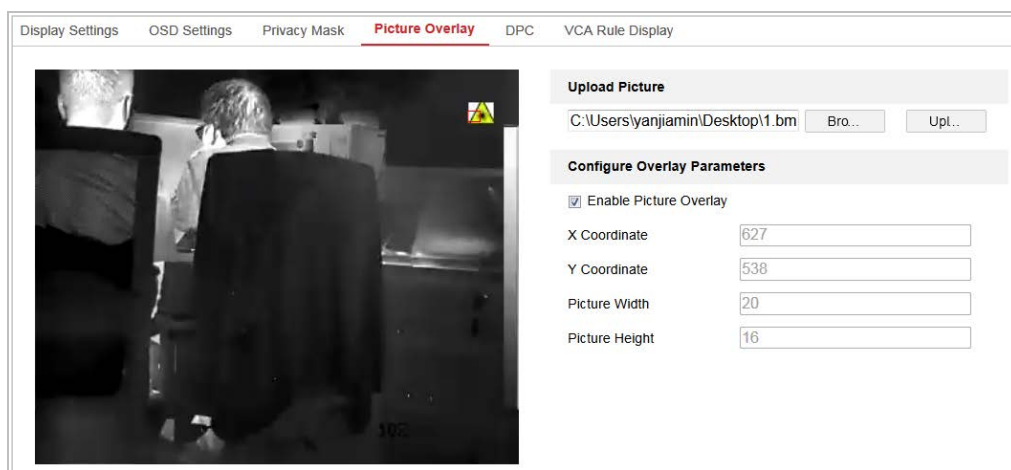 Display Settings OSD Settings Privacy Mask Picture Overlay DPC VCA Rule Display
Upload Picture
C:\Users\yanjiamin\Desktop\1.bm Bro... Upl...
Configure Overlay Parameters
Enable Picture Overlay
X Coordinate 627
Y Coordinate 538
Picture Width 20
Picture Height 16